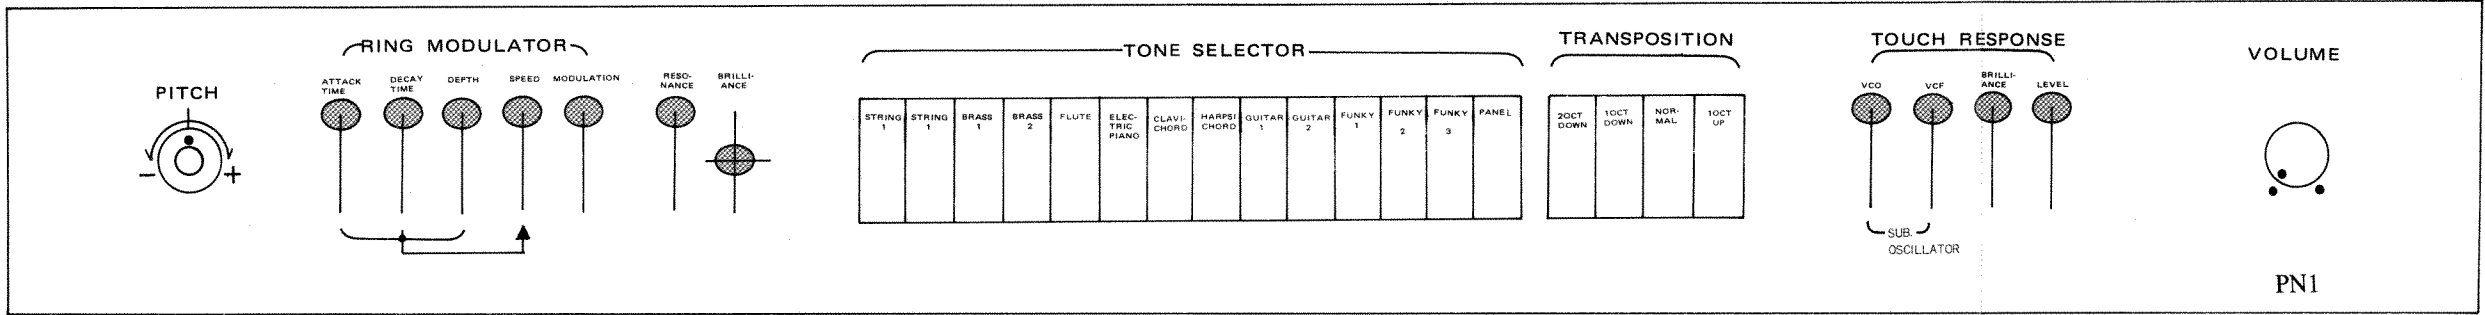 PITCH
-
+
RING MODULATOR
ATTACK
TIME
DECAY
TIME
DEPTH
SPEED
MODULATION
RESO-
NANCE
BRILLI-
ANCE
TONE SELECTOR
STRING
1
STRING
1
BRASS
1
BRASS
2
FLUTE
ELEC-
TRIC
PIANO
CLAVI-
CHORD
HARPSI
CHORD
GUITAR
1
GUITAR
2
FUNKY
1
FUNKY
2
FUNKY
3
PANEL
TRANSPOSITION
2OCT
DOWN
1OCT
DOWN
NOR-
MAL
1OCT
UP
TOUCH RESPONSE
VCO
VCF
BRILLI-
ANCE
LEVEL
SUB.
OSCILLATOR
VOLUME
PN1